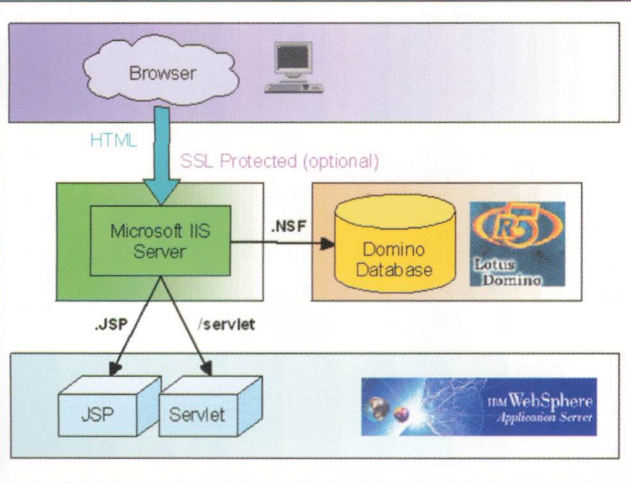 Browser
HTML
SSL Protected (optional)
Microsoft IIS
Server
.NSF
Domino
Database
R5
Lotus
Domino
.JSP
/servlet
JSP
Servlet
IBM WebSphere
Application Server